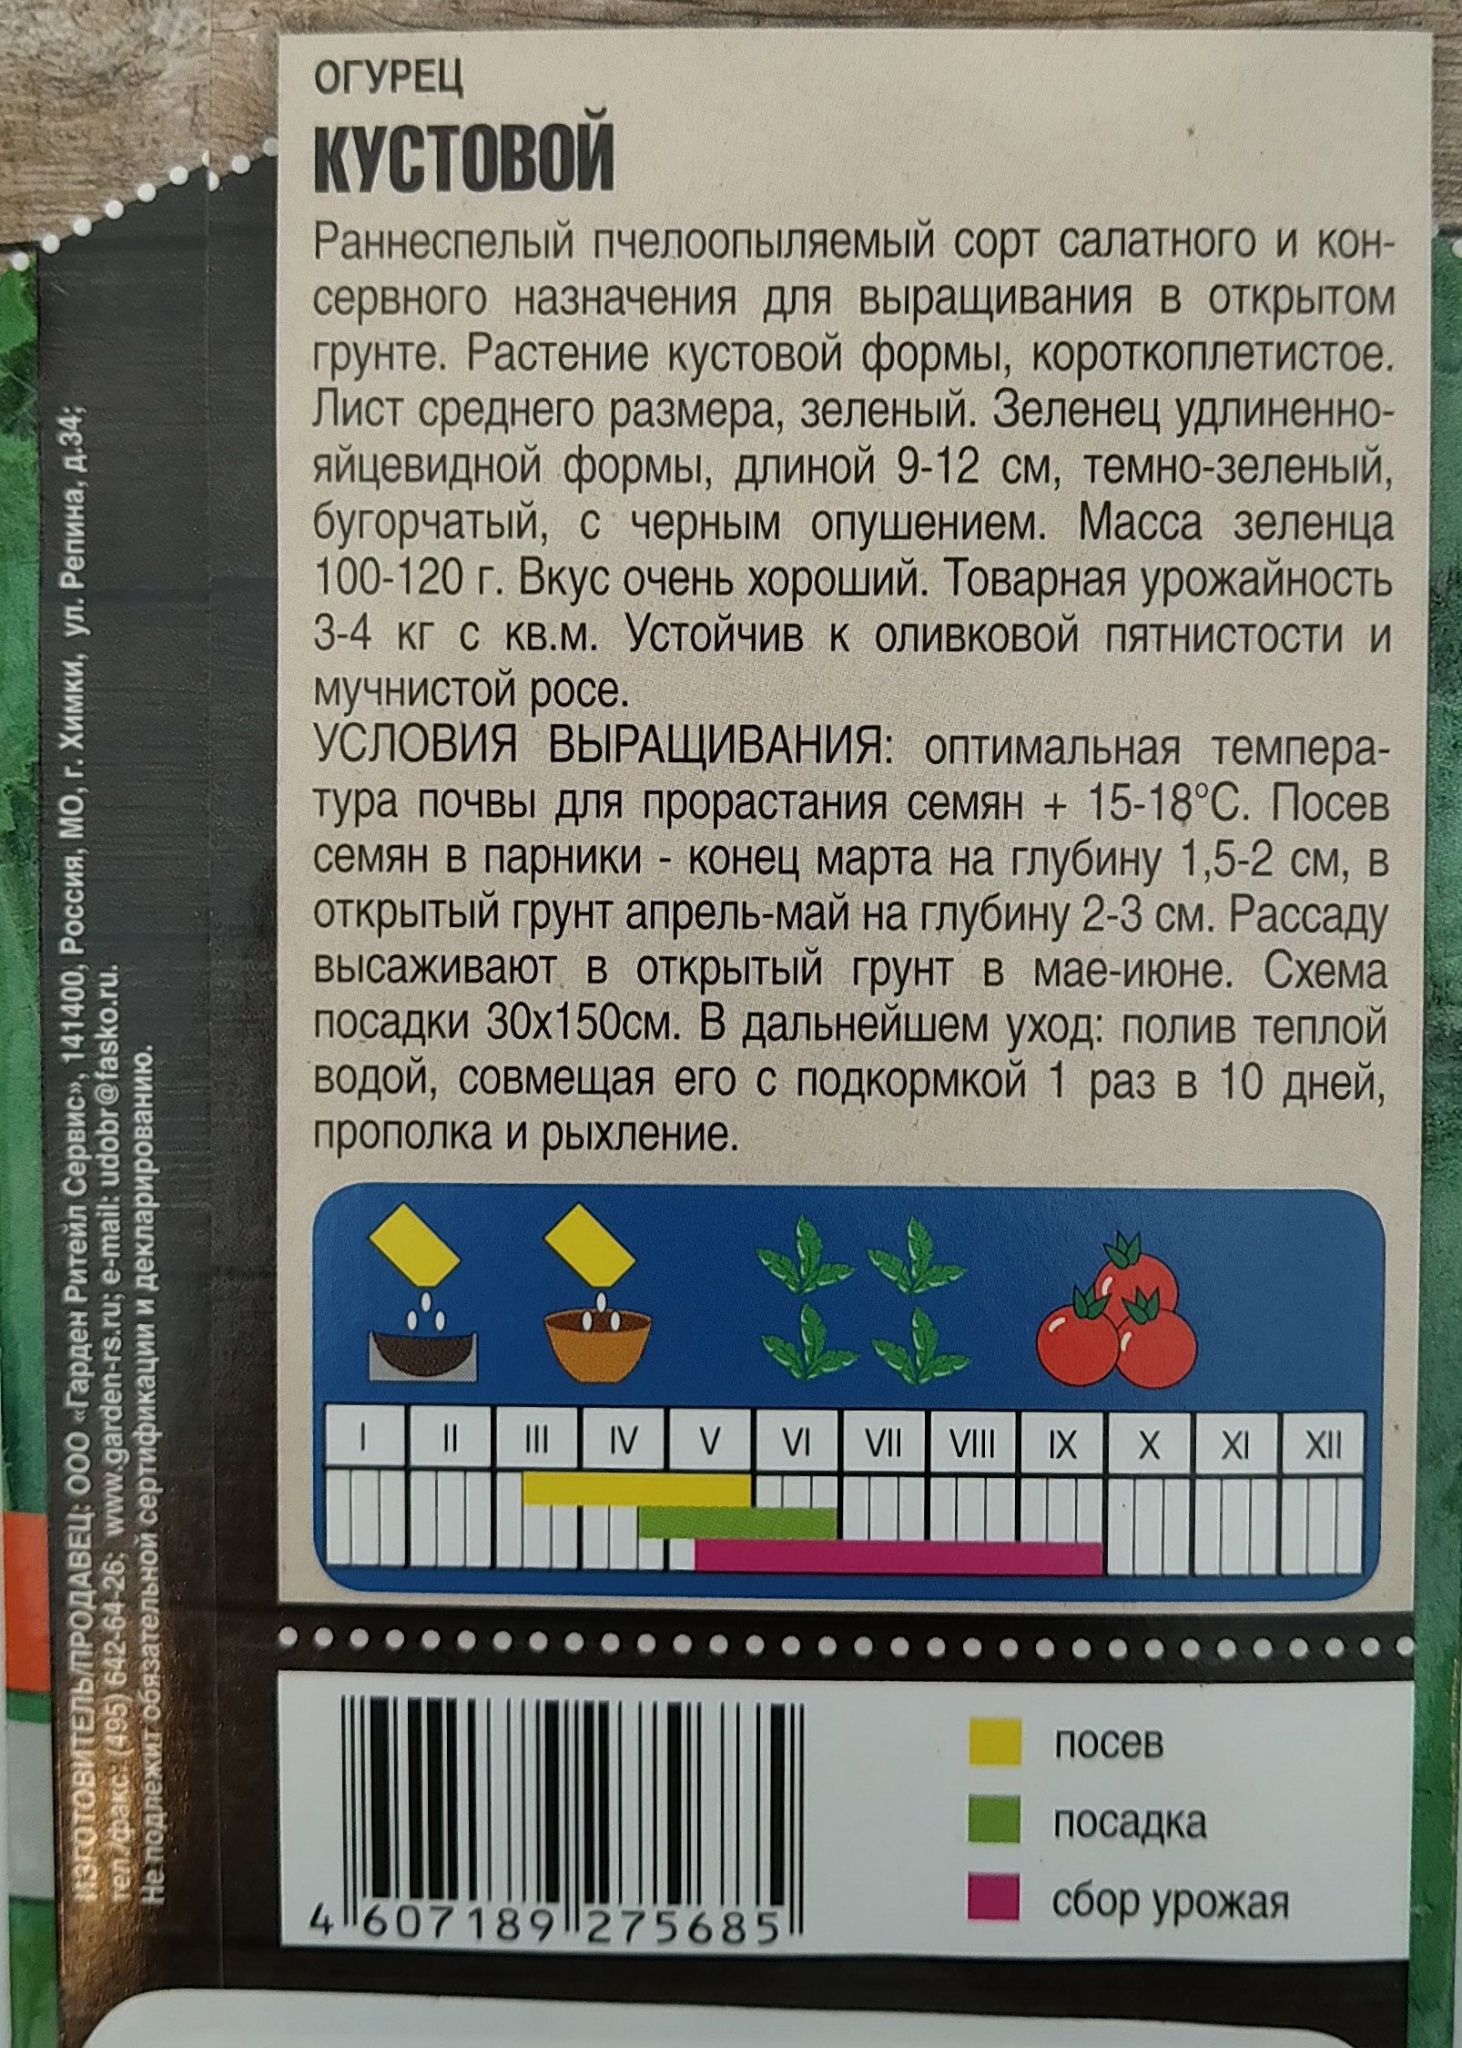 ОГУРЕЦ
КУСТОВОЙ
Раннеспелый пчелоопыляемый сорт салатного и кон-
сервного назначения для выращивания в открытом
грунте. Растение кустовой формы, короткоплетистое.
Лист среднего размера, зеленый. Зеленец удлиненно-
яйцевидной формы, длиной 9-12 см, темно-зеленый,
бугорчатый, с черным опушением. Масса зеленца
100-120 г. Вкус очень хороший. Товарная урожайность
3-4 кг с кв.м. Устойчив к оливковой пятнистости и
мучнистой росе.
УСЛОВИЯ ВЫРАЩИВАНИЯ: оптимальная темпера-
тура почвы для прорастания семян + 15-18°С. Посев
семян в парники - конец марта на глубину 1,5-2 см, в
открытый грунт апрель-май на глубину 2-3 см. Рассаду
высаживают в открытый грунт в мае-июне. Схема
посадки 30х150см. В дальнейшем уход: полив теплой
водой, совмещая его с подкормкой 1 раз в 10 дней,
прополка и рыхление.
I II III IV V VI VII VIII IX X XI XII
посев
посадка
сбор урожая
4 607189 275685
ИЗГОТОВИТЕЛЬ/ПРОДАВЕЦ: ООО «Гарден Ритейл Сервис», 141400, Россия, МО, г. Химки, ул. Репина, д.34;
тел./факс: (495) 642-64-26; www.garden-rs.ru; e-mail: udobr@fasko.ru.
Не подлежит обязательной сертификации и декларированию.